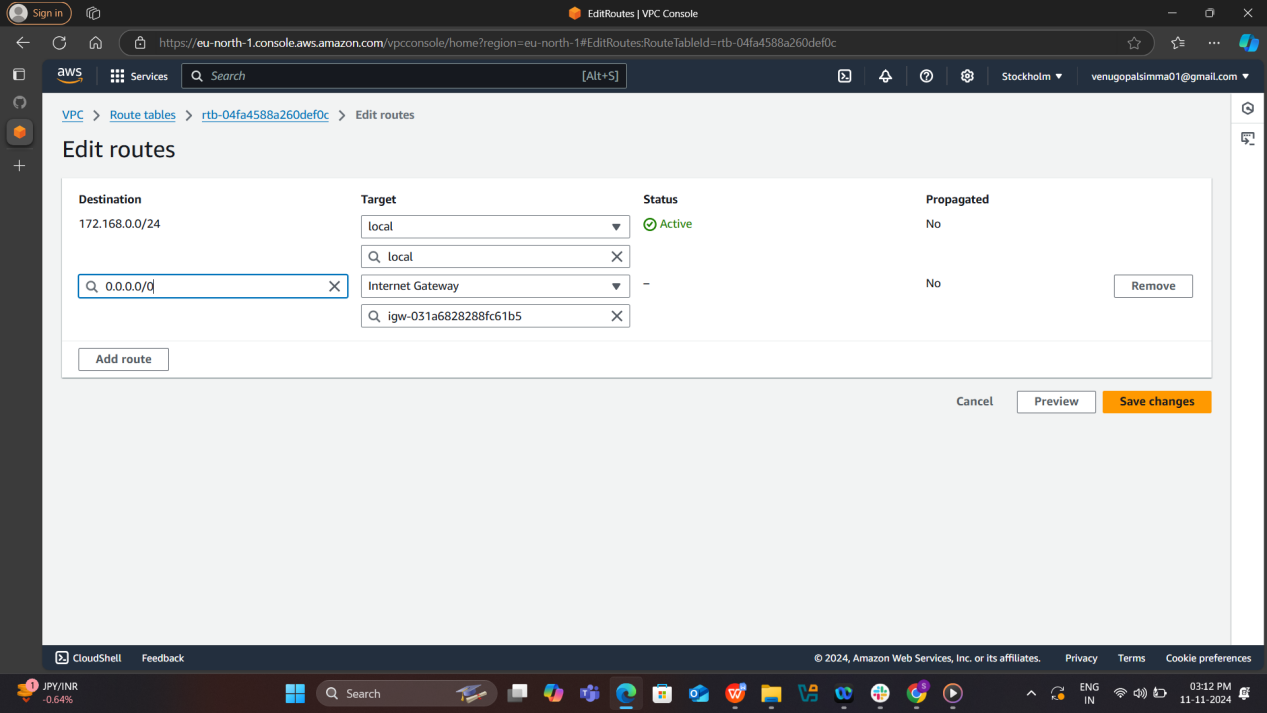 Sign in
EditRoutes | VPC Console
https://eu-north-1.console.aws.amazon.com/vpcconsole/home?region=eu-north-1#EditRoutes:RouteTableId=rtb-04fa4588a260def0c
aws Services Search [Alt+S] Stockholm venugopalsimma01@gmail.com
VPC Route tables rtb-04fa4588a260def0c Edit routes
Edit routes
Destination Target Status Propagated
172.168.0.0/24 local Active No
local
0.0.0.0/0 Internet Gateway – No Remove
igw-031a6828288fc61b5
Add route
Cancel Preview Save changes
CloudShell Feedback © 2024, Amazon Web Services, Inc. or its affiliates. Privacy Terms Cookie preferences
1 JPY/INR
-0.64%
Search
ENG
IN
03:12 PM
11-11-2024